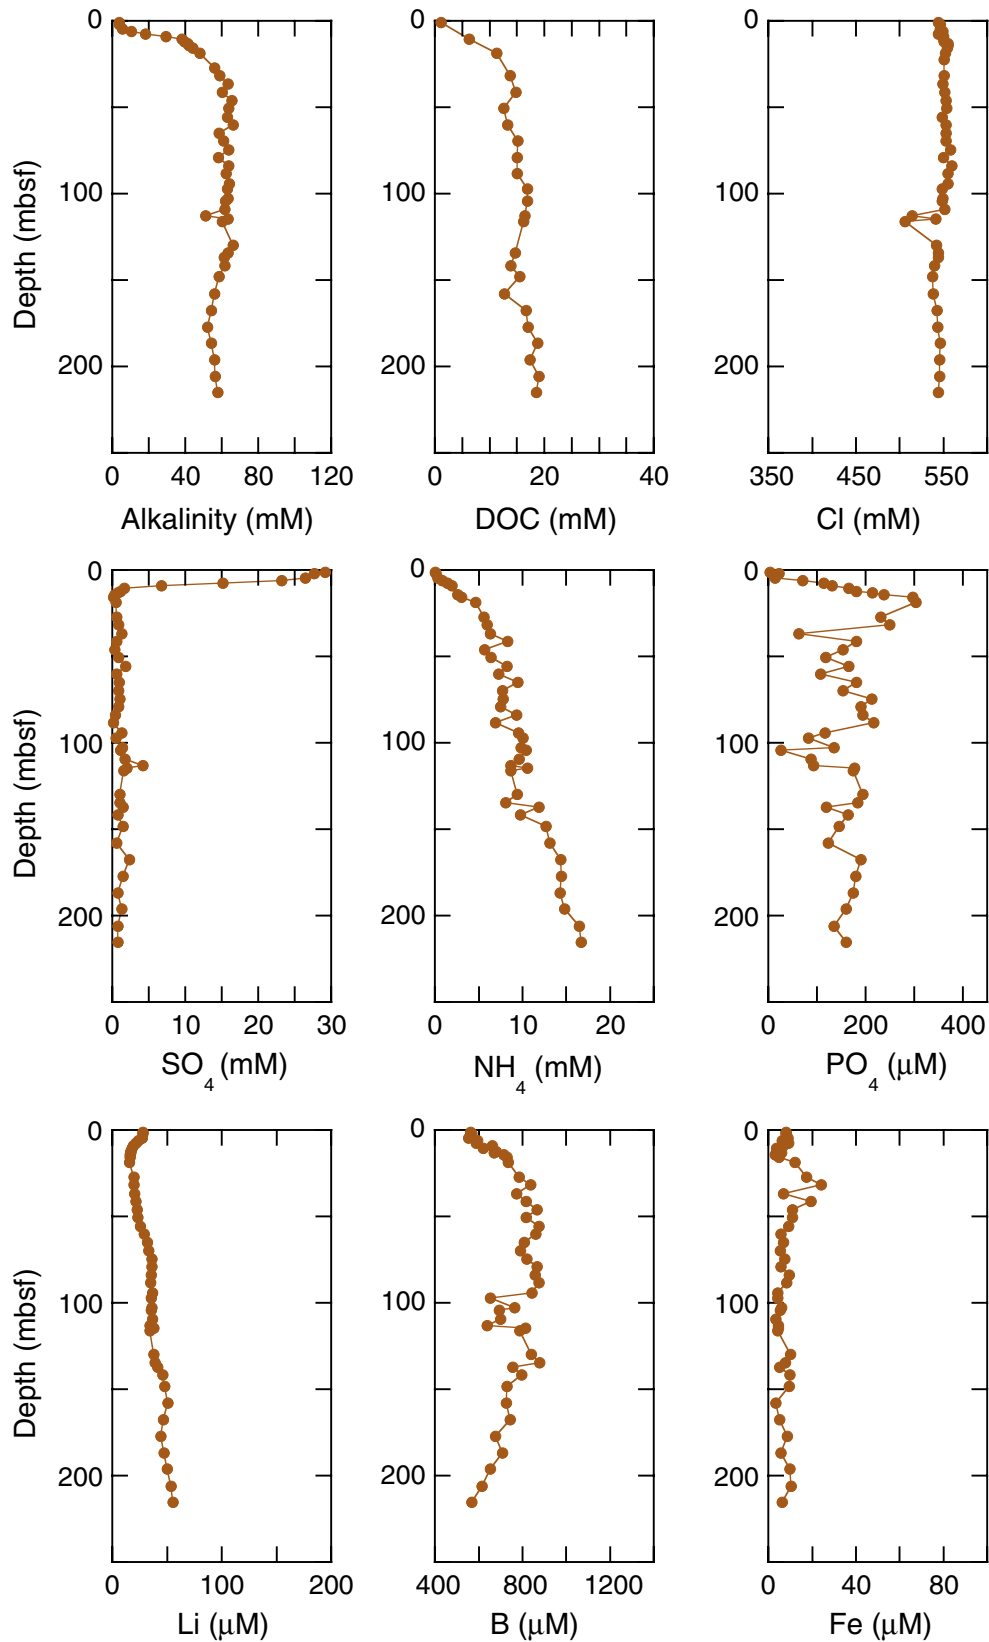 0
100
200
Depth (mbsf)
0 40 80 120
Alkalinity (mM)
0
100
200
0 20 40
DOC (mM)
0
100
200
350 450 550
Cl (mM)
0
100
200
Depth (mbsf)
0 10 20 30
SO4 (mM)
0
100
200
0 10 20
NH4 (mM)
0
100
200
0 200 400
PO4 (μM)
0
100
200
Depth (mbsf)
0 100 200
Li (μM)
0
100
200
400 800 1200
B (μM)
0
100
200
0 40 80
Fe (μM)